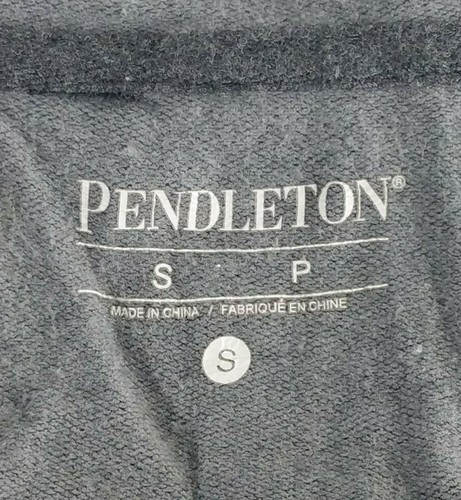 PENDLETON®
S P
MADE IN CHINA / FABRIQUÉ EN CHINE
S